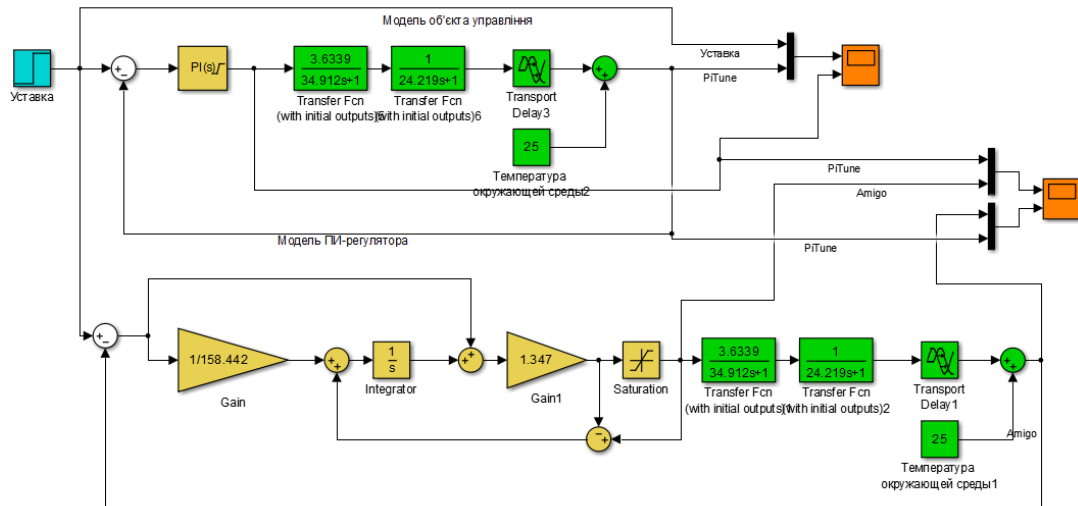 Модель об'єкта управління
Уставка
PI(s)
3.6339
34.912s+1
Transfer Fcn
(with initial outputs)5
1
24.219s+1
Transfer Fcn
(with initial outputs)6
Transport
Delay3
25
Температура
окружающей среды2
Уставка
PiTune
PiTune
Amigo
PiTune
Модель ПИ-регулятора
1/158.442
Gain
1
s
Integrator
1.347
Gain1
Saturation
3.6339
34.912s+1
Transfer Fcn
(with initial outputs)1
1
24.219s+1
Transfer Fcn
(with initial outputs)2
Transport
Delay1
25
Температура
окружающей среды1
Amigo